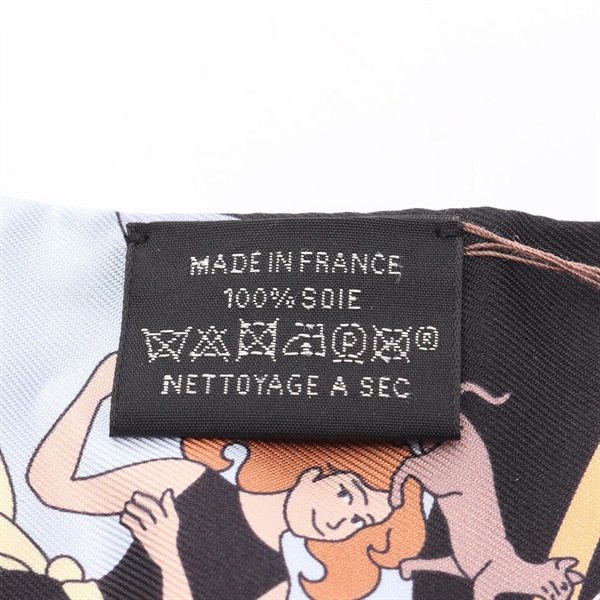 MADE IN FRANCE
100% SOIE
P ®
NETTOYAGE A SEC